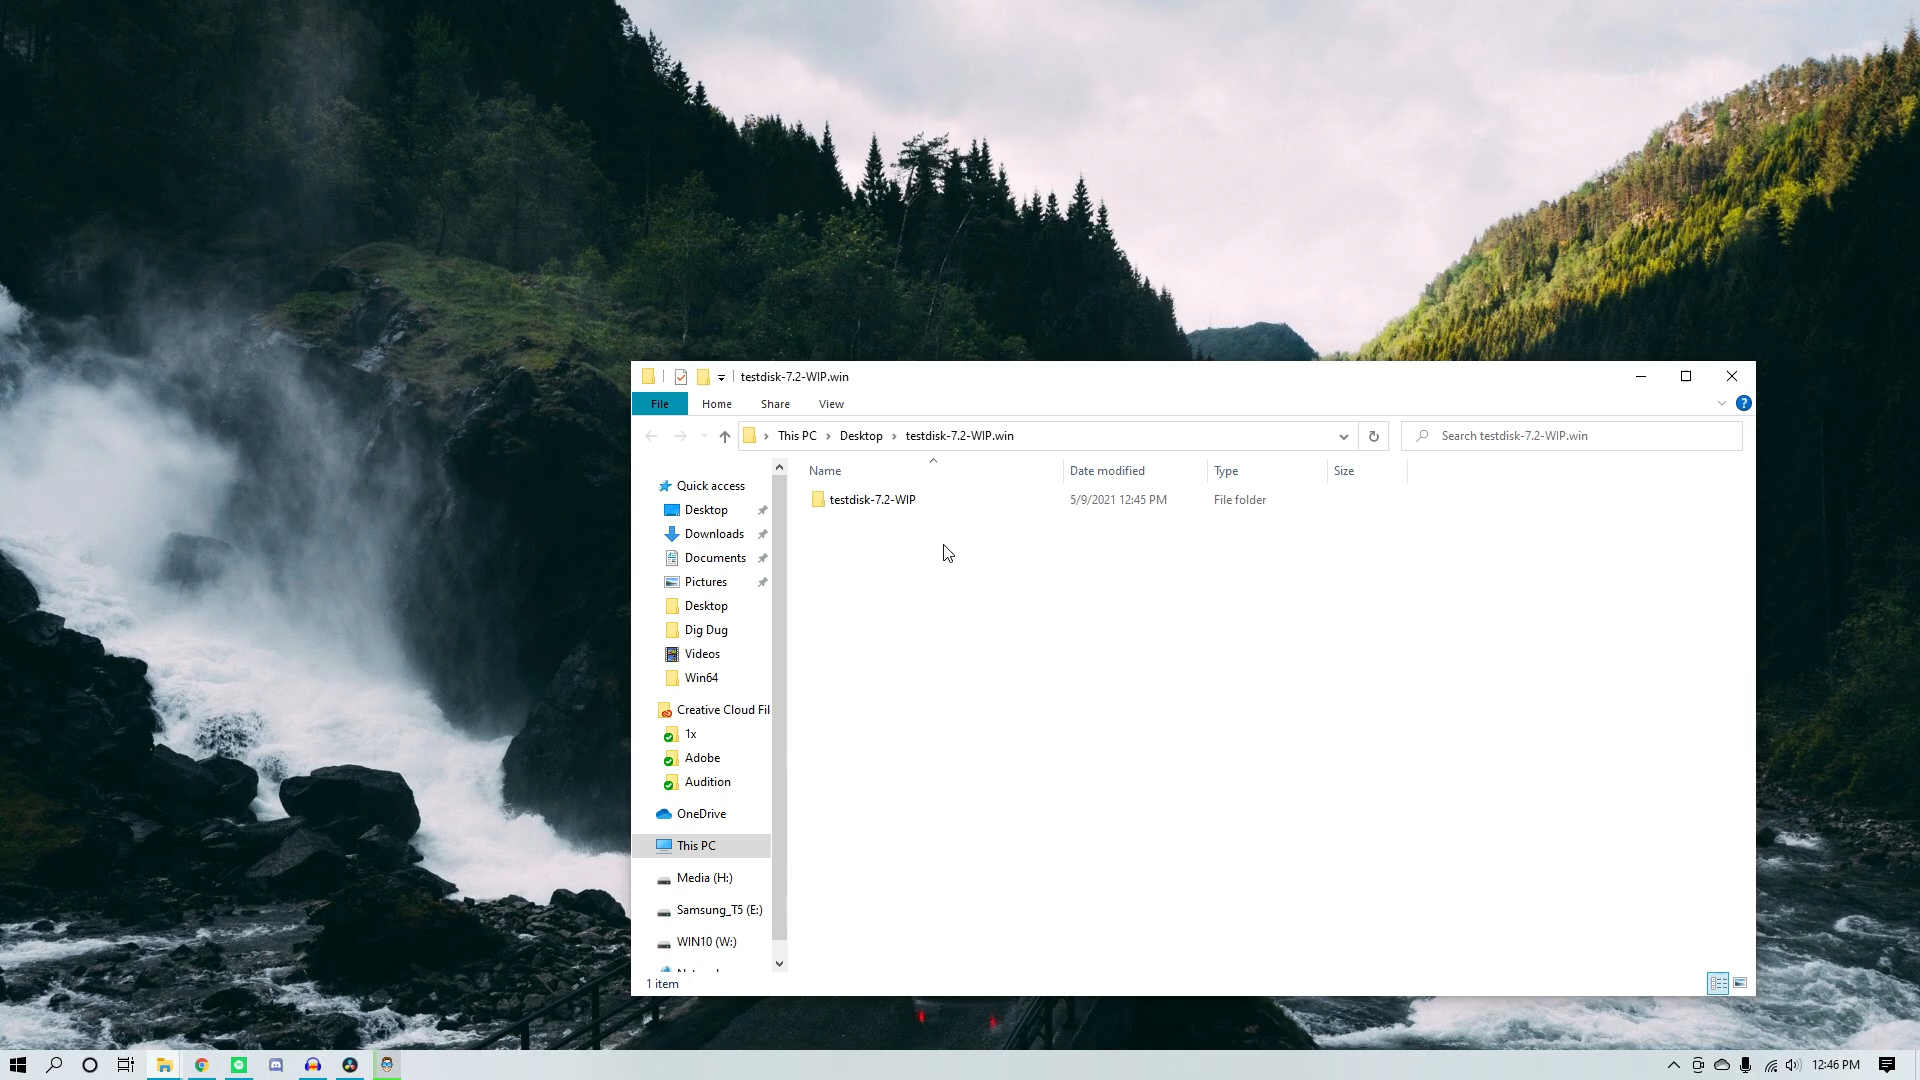 testdisk-7.2-WIP.win
File Home Share View
This PC Desktop testdisk-7.2-WIP.win Search testdisk-7.2-WIP.win
Name Date modified Type Size
testdisk-7.2-WIP 5/9/2021 12:45 PM File folder
Quick access
Desktop
Downloads
Documents
Pictures
Desktop
Dig Dug
Videos
Win64
Creative Cloud Fil
1x
Adobe
Audition
OneDrive
This PC
Media (H:)
Samsung_T5 (E:)
WIN10 (W:)
1 item
12:46 PM